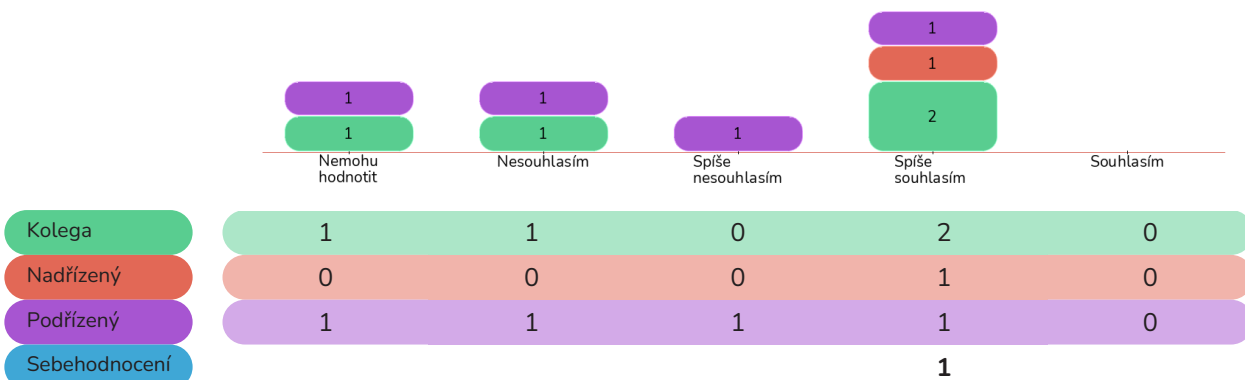 1
1
1 1 1 2
1 1
Nemohu hodnotit
Nesouhlasím
Spíše nesouhlasím
Spíše souhlasím
Souhlasím
Kolega 1 1 0 2 0
Nadřízený 0 0 0 1 0
Podřízený 1 1 1 1 0
Sebehodnocení 1